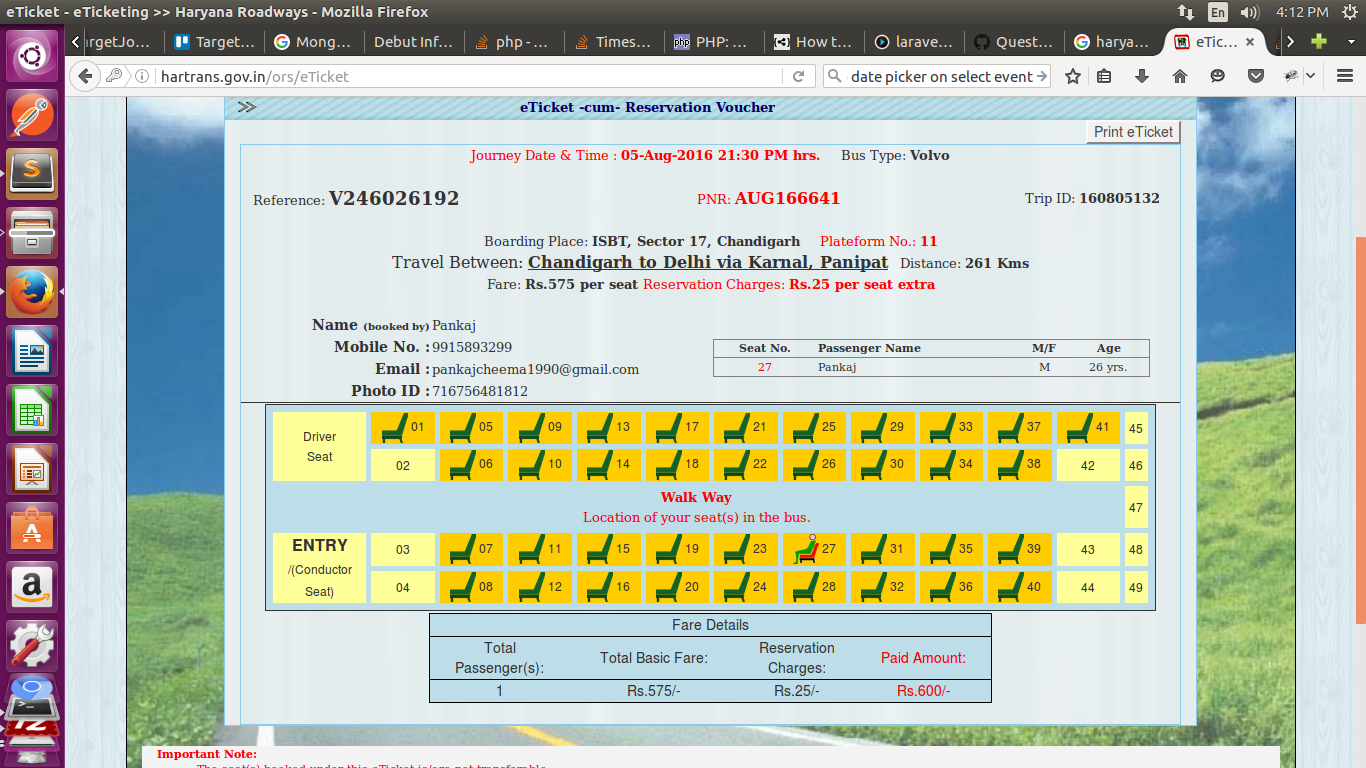 eTicket - eTicketing >> Haryana Roadways - Mozilla Firefox
En
4:12 PM
Target...
Mong...
Debut Inf...
php - ...
Times...
PHP: ...
How t...
larave...
Quest...
harya...
eTic...
hartrans.gov.in/ors/eTicket
date picker on select event
eTicket -cum- Reservation Voucher
Print eTicket
Journey Date & Time : 05-Aug-2016 21:30 PM hrs. Bus Type: Volvo
Reference: V246026192 PNR: AUG166641 Trip ID: 160805132
Boarding Place: ISBT, Sector 17, Chandigarh Plateform No.: 11
Travel Between: Chandigarh to Delhi via Karnal, Panipat Distance: 261 Kms
Fare: Rs.575 per seat Reservation Charges: Rs.25 per seat extra
Name (booked by) Pankaj
Mobile No. : 9915893299
Email : pankajcheema1990@gmail.com
Photo ID : 716756481812
Seat No. Passenger Name M/F Age
27 Pankaj M 26 yrs.
Driver
Seat
01 05 09 13 17 21 25 29 33 37 41 45
02 06 10 14 18 22 26 30 34 38 42 46
Walk Way
Location of your seat(s) in the bus.
47
ENTRY
/(Conductor
Seat)
03 07 11 15 19 23 27 31 35 39 43 48
04 08 12 16 20 24 28 32 36 40 44 49
Fare Details
Total
Passenger(s):
Total Basic Fare:
Reservation
Charges:
Paid Amount:
1 Rs.575/- Rs.25/- Rs.600/-
Important Note: